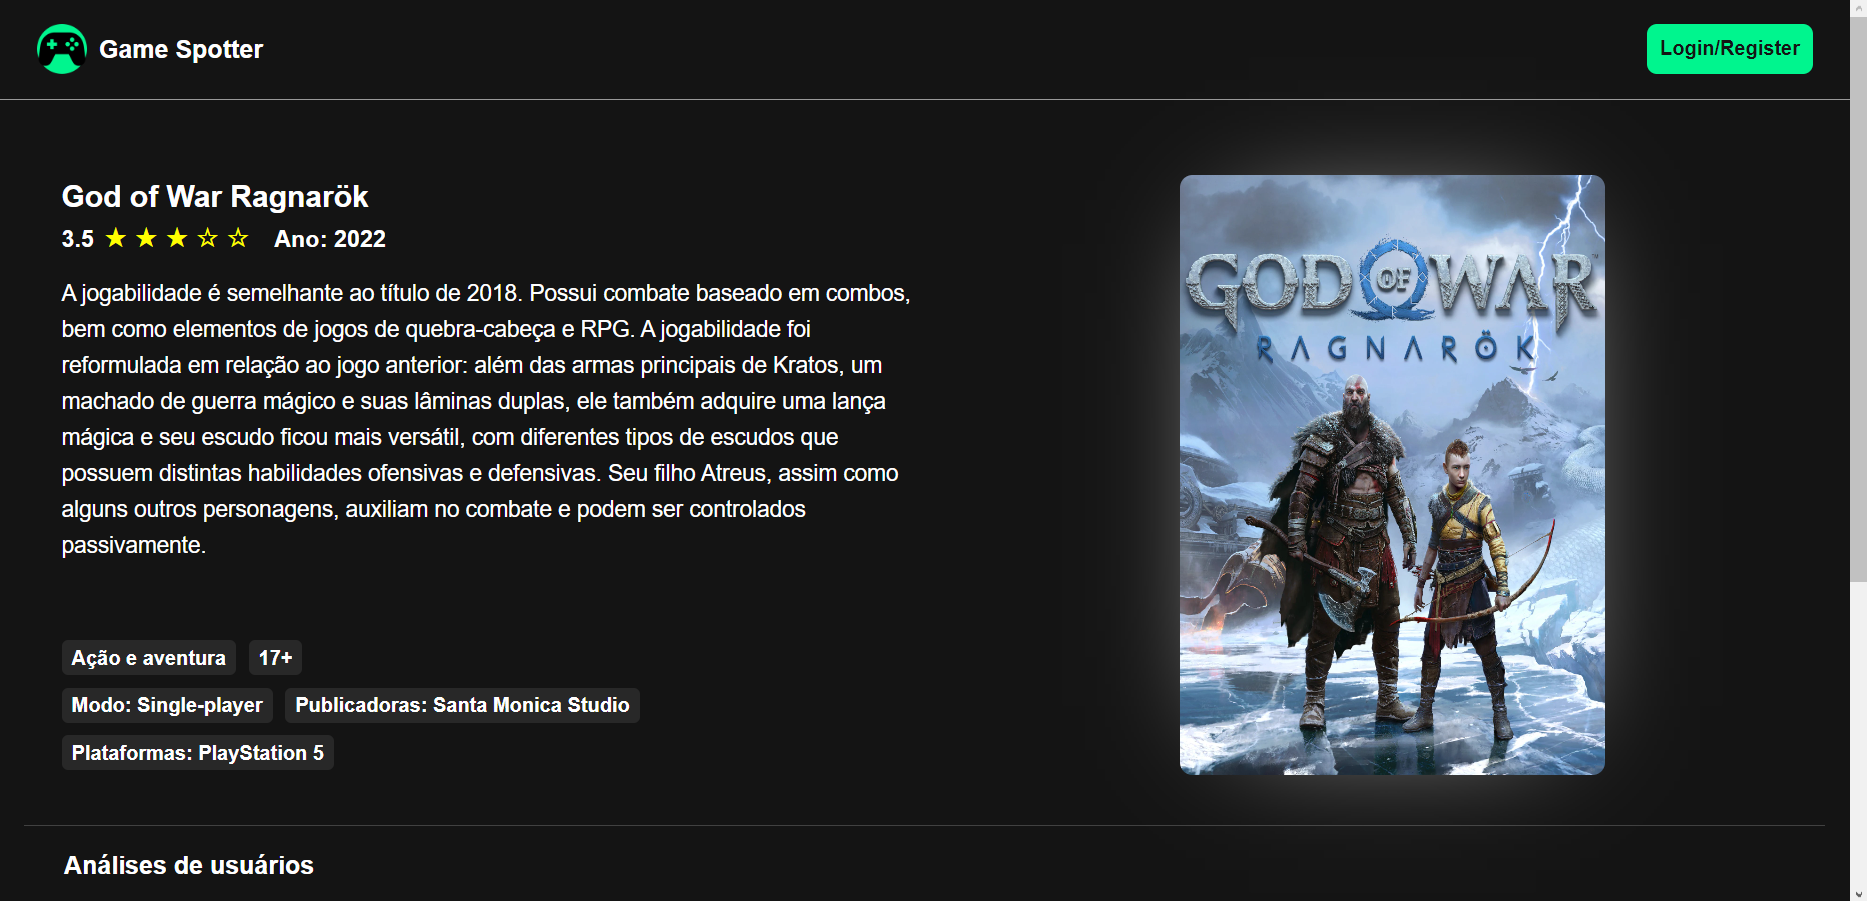 Game Spotter
Login/Register
God of War Ragnarök
3.5 ★ ★ ★ ☆ ☆ Ano: 2022
A jogabilidade é semelhante ao título de 2018. Possui combate baseado em combos,
bem como elementos de jogos de quebra-cabeça e RPG. A jogabilidade foi
reformulada em relação ao jogo anterior: além das armas principais de Kratos, um
machado de guerra mágico e suas lâminas duplas, ele também adquire uma lança
mágica e seu escudo ficou mais versátil, com diferentes tipos de escudos que
possuem distintas habilidades ofensivas e defensivas. Seu filho Atreus, assim como
alguns outros personagens, auxiliam no combate e podem ser controlados
passivamente.
Ação e aventura
17+
Modo: Single-player
Publicadoras: Santa Monica Studio
Plataformas: PlayStation 5
GOD OF WAR
RAGNARÖK
Análises de usuários